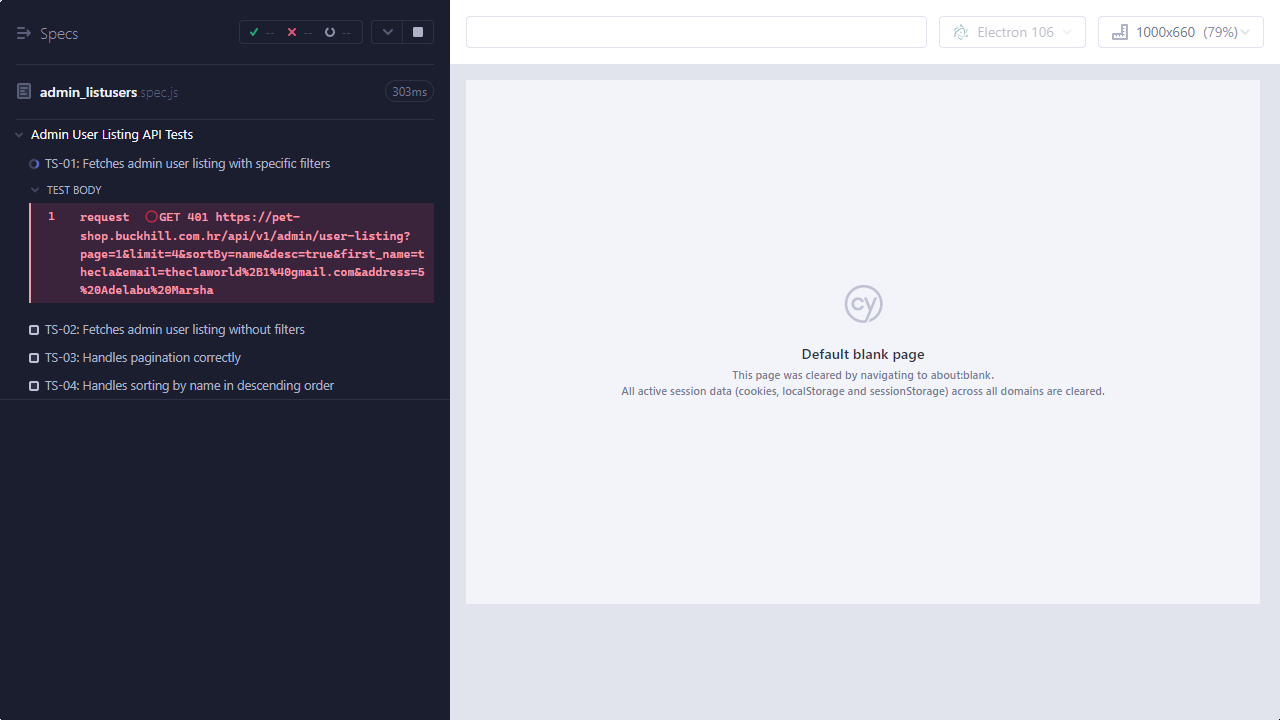 Specs
--
--
--
admin_listusers spec.js
303ms
Admin User Listing API Tests
TS-01: Fetches admin user listing with specific filters
TEST BODY
1 request GET 401 https://pet-
shop.buckhill.com.hr/api/v1/admin/user-listing?
page=1&limit=4&sortBy=name&desc=true&first_name=t
hecla&email=theclaworld%2B1%40gmail.com&address=5
%20Adelabu%20Marsha
TS-02: Fetches admin user listing without filters
TS-03: Handles pagination correctly
TS-04: Handles sorting by name in descending order
Electron 106
1000x660 (79%)
cy
Default blank page
This page was cleared by navigating to about:blank.
All active session data (cookies, localStorage and sessionStorage) across all domains are cleared.